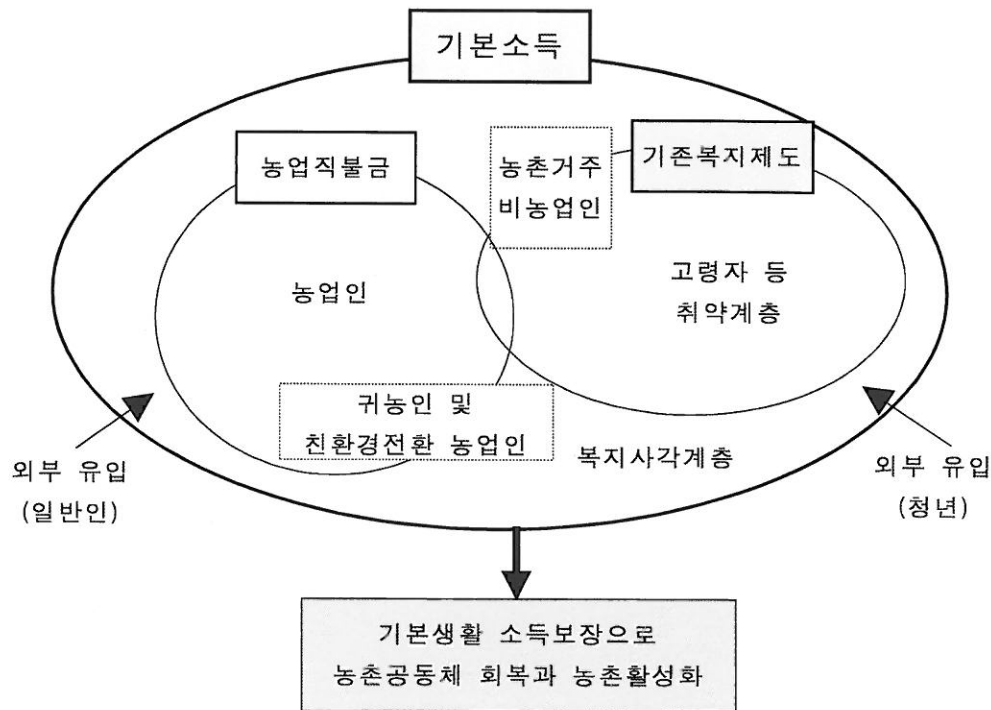 기본소득
농업직불금
농촌거주
비농업인
기존복지제도
농업인
고령자 등
취약계층
귀농인 및
친환경전환 농업인
복지사각계층
외부 유입
(일반인)
외부 유입
(청년)
기본생활 소득보장으로
농촌공동체 회복과 농촌활성화